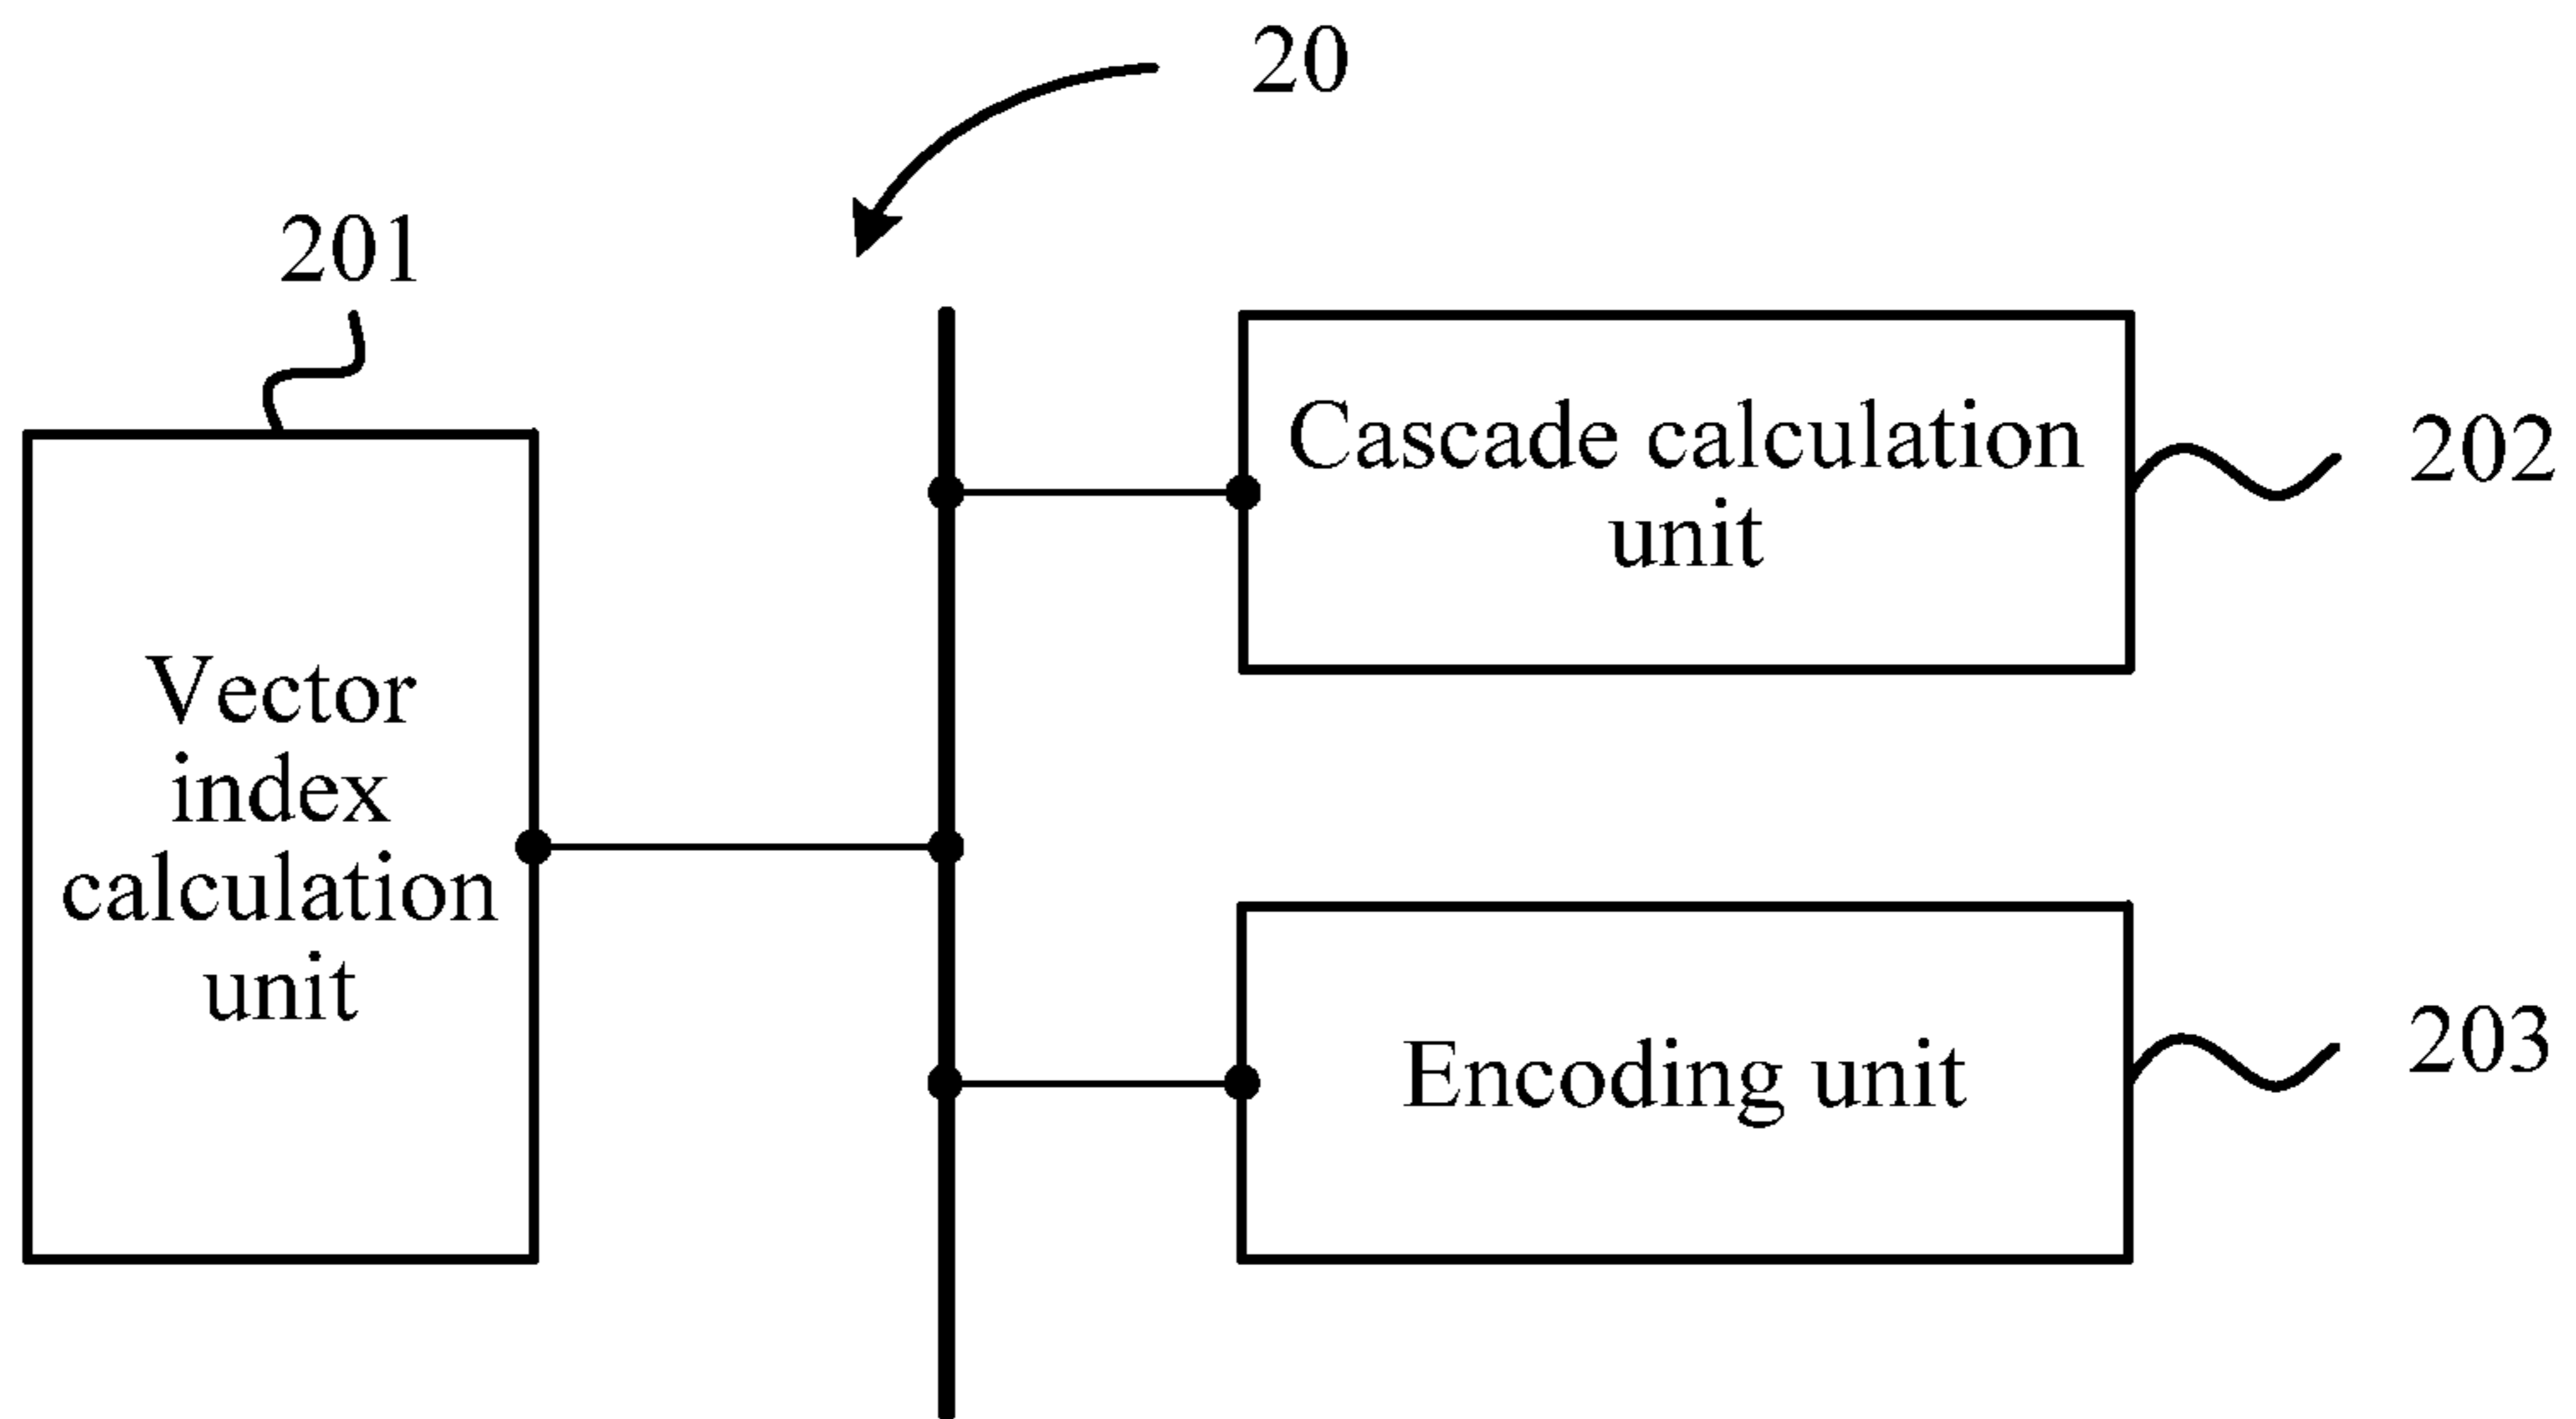 20
201
Cascade calculation
unit
202
Vector
index
calculation
unit
Encoding unit
203